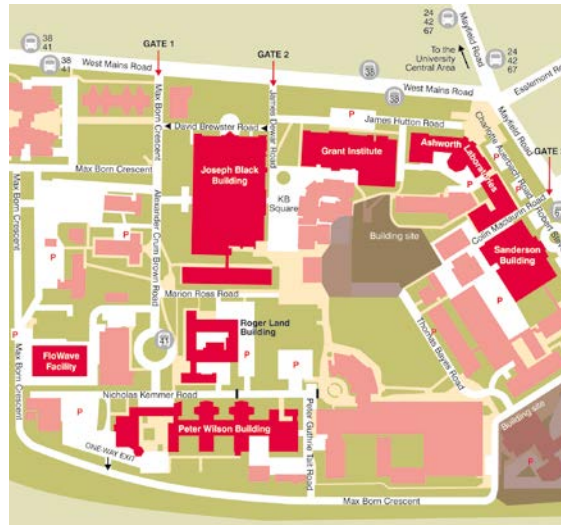 38
41
38
41
GATE 1
GATE 2
24
42
67
Mayfield Road
24
42
67
To the
University
Central Area
West Mains Road
38
West Mains Road
38
Esplemont
Mayfield Road
Max Born Crescent
James Dewar Road
P
James Hutton Road
David Brewster Road
Grant Institute
Ashworth
Laboratories
Charlotte Auerbach Road
P
P
P
GATE
Joseph Black
Building
Max Born Crescent
KB
Square
Max Born Crescent
Alexander Crum Brown Road
P
P
Building site
Colin Maclaurin Road
Robert
Sanderson
Building
P
Marion Ross Road
Roger Land
Building
P
P
41
FloWave
Facility
P
P
P
Thomas Bayes Road
P
Max Born Crescent
Nicholas Kemmer Road
P
Peter Wilson Building
Peter Guthrie Tait Road
Building site
P
ONE-WAY EXIT
Max Born Crescent